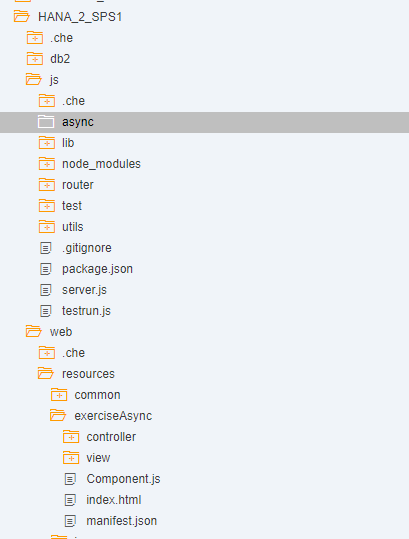 HANA_2_SPS1
.che
db2
js
.che
async
lib
node_modules
router
test
utils
.gitignore
package.json
server.js
testrun.js
web
.che
resources
common
exerciseAsync
controller
view
Component.js
index.html
manifest.json